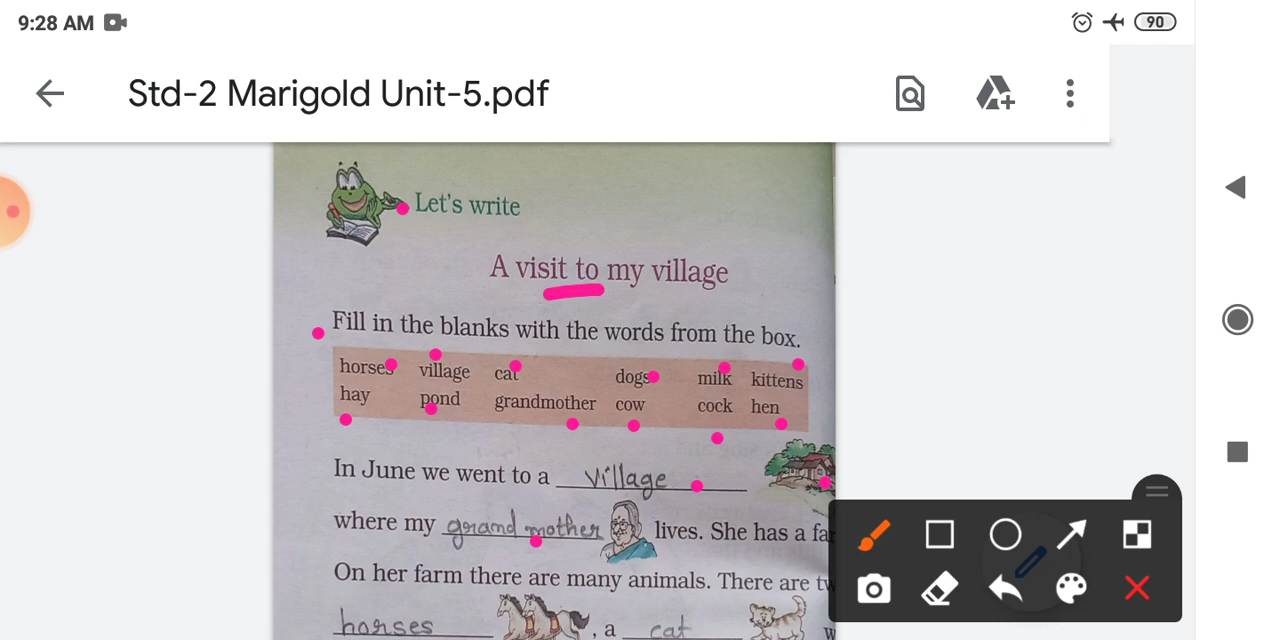 9:28 AM 90
Std-2 Marigold Unit-5.pdf
Let's write
A visit to my village
Fill in the blanks with the words from the box.
horses village cat dogs milk kittens
hay pond grandmother cow cock hen
In June we went to a village
where my grand mother lives. She has a
On her farm there are many animals. There are
horses , a cat